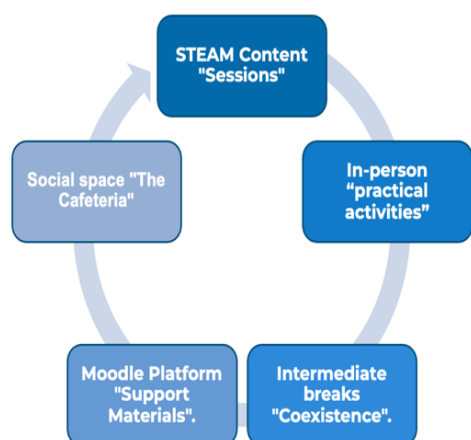 STEAM Content
"Sessions"
In-person
“practical
activities”
Intermediate
breaks
"Coexistence".
Moodle Platform
"Support
Materials".
Social space "The
Cafeteria"